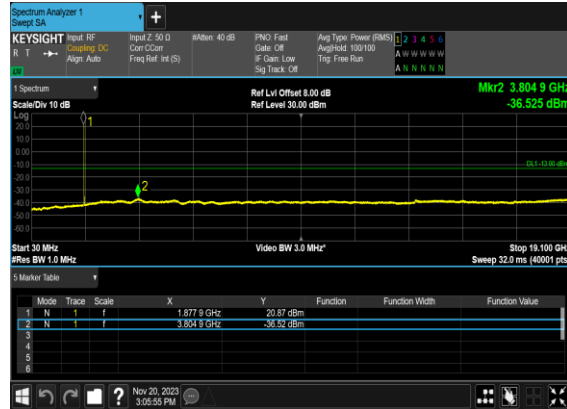 Spectrum Analyzer 1
Swept SA
+
KEYSIGHT Input: RF Input Z: 50 Ω #Atten: 40 dB PNO: Fast Avg Type: Power (RMS) 1 2 3 4 5 6
R T Coupling: DC Corr CCorr Gate: Off Avg|Hold: 100/100 A W W W W W
Align: Auto Freq Ref: Int (S) IF Gain: Low Trig: Free Run
Sig Track: Off A N N N N N
1 Spectrum Ref Lvl Offset 8.00 dB Mkr2 3.804 9 GHz
Scale/Div 10 dB Ref Level 30.00 dBm -36.525 dBm
Log
20.0
10.0
0.00
-10.0
-20.0
-30.0
-40.0
-50.0
-60.0
1
DL1 -13.00 dBm
2
Start 30 MHz Video BW 3.0 MHz* Stop 19.100 GHz
#Res BW 1.0 MHz Sweep 32.0 ms (40001 pts)
5 Marker Table
Mode Trace Scale X Y Function Function Width Function Value
1 N 1 f 1.877 9 GHz 20.87 dBm
2 N 1 f 3.804 9 GHz -36.52 dBm
3
4
5
6
? Nov 20, 2023
3:05:55 PM